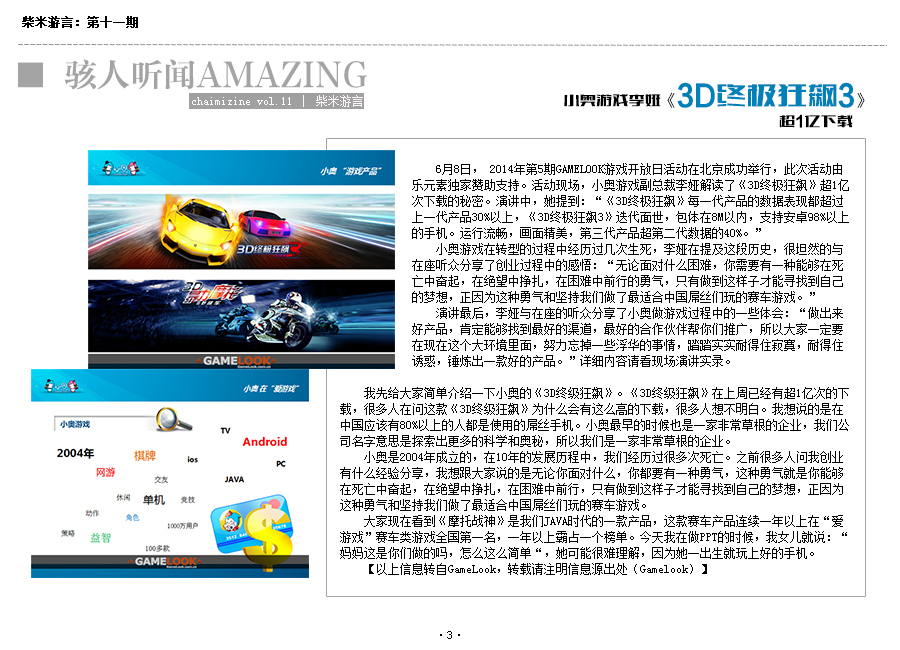 柴米游言：第十一期
骇人听闻AMAZING
chaimizine vol.11 | 柴米游言
小奥游戏李娅《3D终极狂飙3》
超1亿下载
小奥 “游戏产品”
3D终极狂飙3
3D
GAMELOOK
www.GameLook.com.cn
小奥 在 “爱游戏”
小奥游戏
TV
Android
2004年
棋牌
ios
PC
网游
交友
JAVA
休闲
单机
竞技
动作
角色
1000万用户
策略
益智
100多款
GAMELOOK
www.GameLook.com.cn
6月8日， 2014年第5期GAMELOOK游戏开放日活动在北京成功举行，此次活动由
乐元素独家赞助支持。活动现场，小奥游戏副总裁李娅解读了《3D终极狂飙》超1亿
次下载的秘密。演讲中，她提到：“《3D终极狂飙》每一代产品的数据表现都超过
上一代产品30%以上，《3D终极狂飙3》迭代面世，包体在8M以内，支持安卓98%以上
的手机。运行流畅，画面精美，第三代产品超第二代数据的40%。”
小奥游戏在转型的过程中经历过几次生死，李娅在提及这段历史，很坦然的与
在座听众分享了创业过程中的感悟：“无论面对什么困难，你需要有一种能够在死
亡中奋起，在绝望中挣扎，在困难中前行的勇气，只有做到这样子才能寻找到自己
的梦想，正因为这种勇气和坚持我们做了最适合中国屌丝们玩的赛车游戏。”
演讲最后，李娅与在座的听众分享了小奥做游戏过程中的一些体会：“做出来
好产品，肯定能够找到最好的渠道，最好的合作伙伴帮你们推广，所以大家一定要
在现在这个大环境里面，努力忘掉一些浮华的事情，踏踏实实耐得住寂寞，耐得住
诱惑，锤炼出一款好的产品。”详细内容请看现场演讲实录。
我先给大家简单介绍一下小奥的《3D终级狂飙》。《3D终级狂飙》在上周已经有超1亿次的下
载，很多人在问这款《3D终级狂飙》为什么会有这么高的下载，很多人想不明白。我想说的是在
中国应该有80%以上的人都是使用的屌丝手机。小奥最早的时候也是一家非常草根的企业，我们公
司名字意思是探索出更多的科学和奥秘，所以我们是一家非常草根的企业。
小奥是2004年成立的，在10年的发展历程中，我们经历过很多次死亡。之前很多人问我创业
有什么经验分享，我想跟大家说的是无论你面对什么，你都要有一种勇气，这种勇气就是你能够
在死亡中奋起，在绝望中挣扎，在困难中前行，只有做到这样子才能寻找到自己的梦想，正因为
这种勇气和坚持我们做了最适合中国屌丝们玩的赛车游戏。
大家现在看到《摩托战神》是我们JAVA时代的一款产品，这款赛车产品连续一年以上在“爱
游戏”赛车类游戏全国第一名，一年以上霸占一个榜单。今天我在做PPT的时候，我女儿就说：“
妈妈这是你们做的吗，怎么这么简单“，她可能很难理解，因为她一出生就玩上好的手机。
【以上信息转自GameLook，转载请注明信息源出处（Gamelook）】
·3·